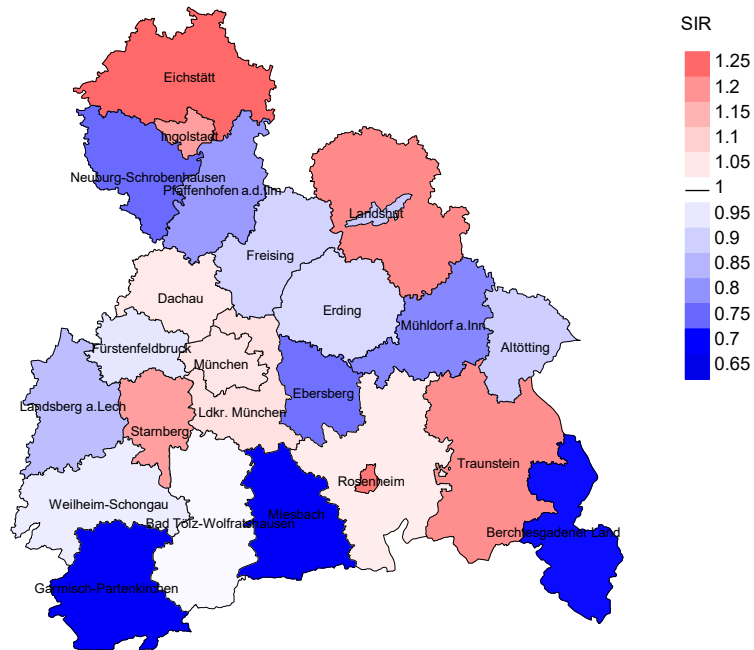 SIR
1.25
1.2
1.15
1.1
1.05
1
0.95
0.9
0.85
0.8
0.75
0.7
0.65
Eichstätt
Ingolstadt
Neuburg-Schrobenhausen
Pfaffenhofen a.d.Ilm
Landshut
Freising
Dachau
Erding
Mühldorf a.Inn
Altötting
Fürstenfeldbruck
München
Ebersberg
Landsberg a.Lech
Ldkr. München
Starnberg
Traunstein
Rosenheim
Weilheim-Schongau
Miesbach
Bad Tölz-Wolfratshausen
Berchtesgadener Land
Garmisch-Partenkirchen